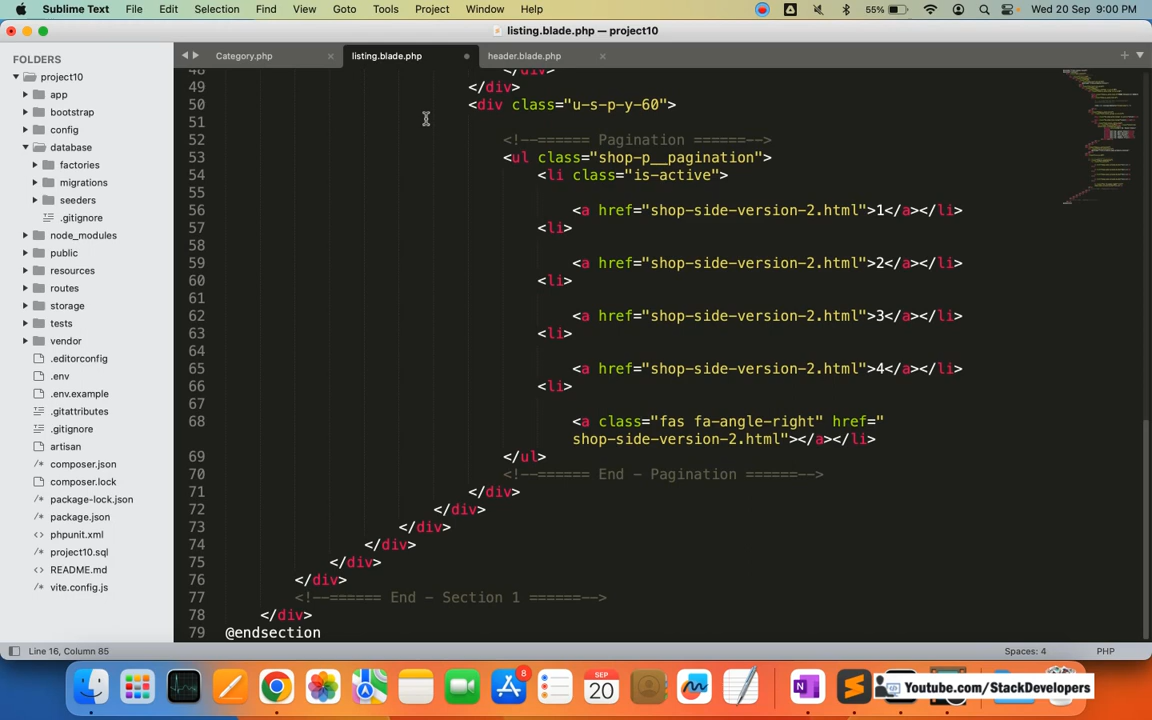 Sublime Text File Edit Selection Find View Goto Tools Project Window Help 55% Wed 20 Sep 9:00 PM
listing.blade.php — project10
FOLDERS
project10
app
bootstrap
config
database
factories
migrations
seeders
.gitignore
node_modules
public
resources
routes
storage
tests
vendor
.editorconfig
.env
.env.example
.gitattributes
.gitignore
artisan
composer.json
composer.lock
package-lock.json
package.json
phpunit.xml
project10.sql
README.md
vite.config.js
Category.php listing.blade.php header.blade.php
48 </div>
49 </div>
50 <div class="u-s-p-y-60">
51
52 <!--====== Pagination ======-->
53 <ul class="shop-p__pagination">
54 <li class="is-active">
55
56 <a href="shop-side-version-2.html">1</a></li>
57 <li>
58
59 <a href="shop-side-version-2.html">2</a></li>
60 <li>
61
62 <a href="shop-side-version-2.html">3</a></li>
63 <li>
64
65 <a href="shop-side-version-2.html">4</a></li>
66 <li>
67
68 <a class="fas fa-angle-right" href="
shop-side-version-2.html"></a></li>
69 </ul>
70 <!--====== End - Pagination ======-->
71 </div>
72 </div>
73 </div>
74 </div>
75 </div>
76 </div>
77 <!--====== End - Section 1 ======-->
78 </div>
79 @endsection
Line 16, Column 85 Spaces: 4 PHP
8
SEP
20
Youtube.com/StackDevelopers